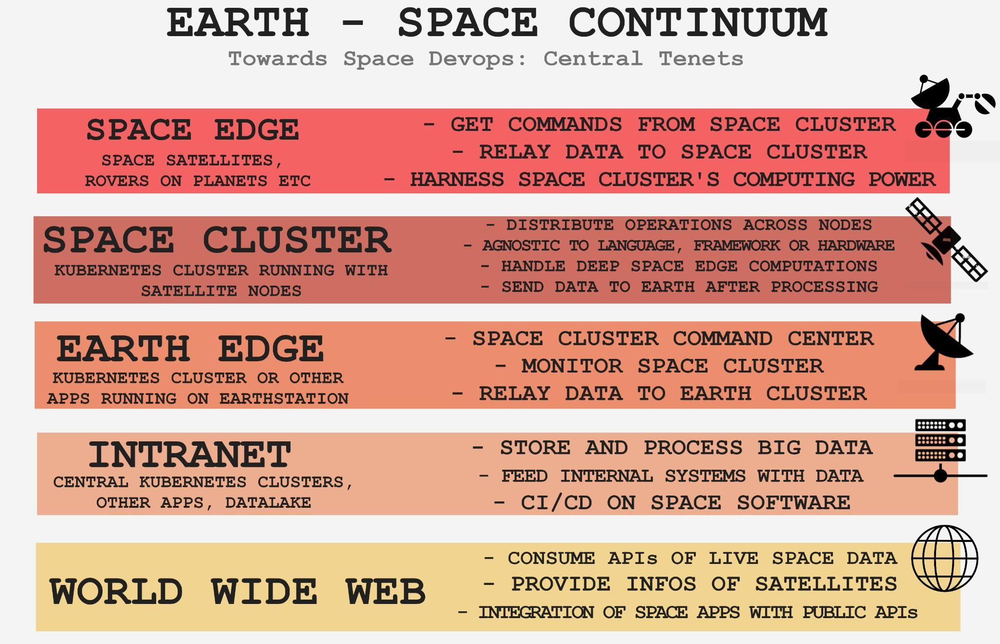 EARTH - SPACE CONTINUUM
Towards Space Devops: Central Tenets
SPACE EDGE
SPACE SATELLITES,
ROVERS ON PLANETS ETC
- GET COMMANDS FROM SPACE CLUSTER
- RELAY DATA TO SPACE CLUSTER
- HARNESS SPACE CLUSTER'S COMPUTING POWER
SPACE CLUSTER
KUBERNETES CLUSTER RUNNING WITH
SATELLITE NODES
- DISTRIBUTE OPERATIONS ACROSS NODES
- AGNOSTIC TO LANGUAGE, FRAMEWORK OR HARDWARE
- HANDLE DEEP SPACE EDGE COMPUTATIONS
- SEND DATA TO EARTH AFTER PROCESSING
EARTH EDGE
KUBERNETES CLUSTER OR OTHER
APPS RUNNING ON EARTHSTATION
- SPACE CLUSTER COMMAND CENTER
- MONITOR SPACE CLUSTER
- RELAY DATA TO EARTH CLUSTER
INTRANET
CENTRAL KUBERNETES CLUSTERS,
OTHER APPS, DATALAKE
- STORE AND PROCESS BIG DATA
- FEED INTERNAL SYSTEMS WITH DATA
- CI/CD ON SPACE SOFTWARE
WORLD WIDE WEB
- CONSUME APIs OF LIVE SPACE DATA
- PROVIDE INFOS OF SATELLITES
- INTEGRATION OF SPACE APPS WITH PUBLIC APIs